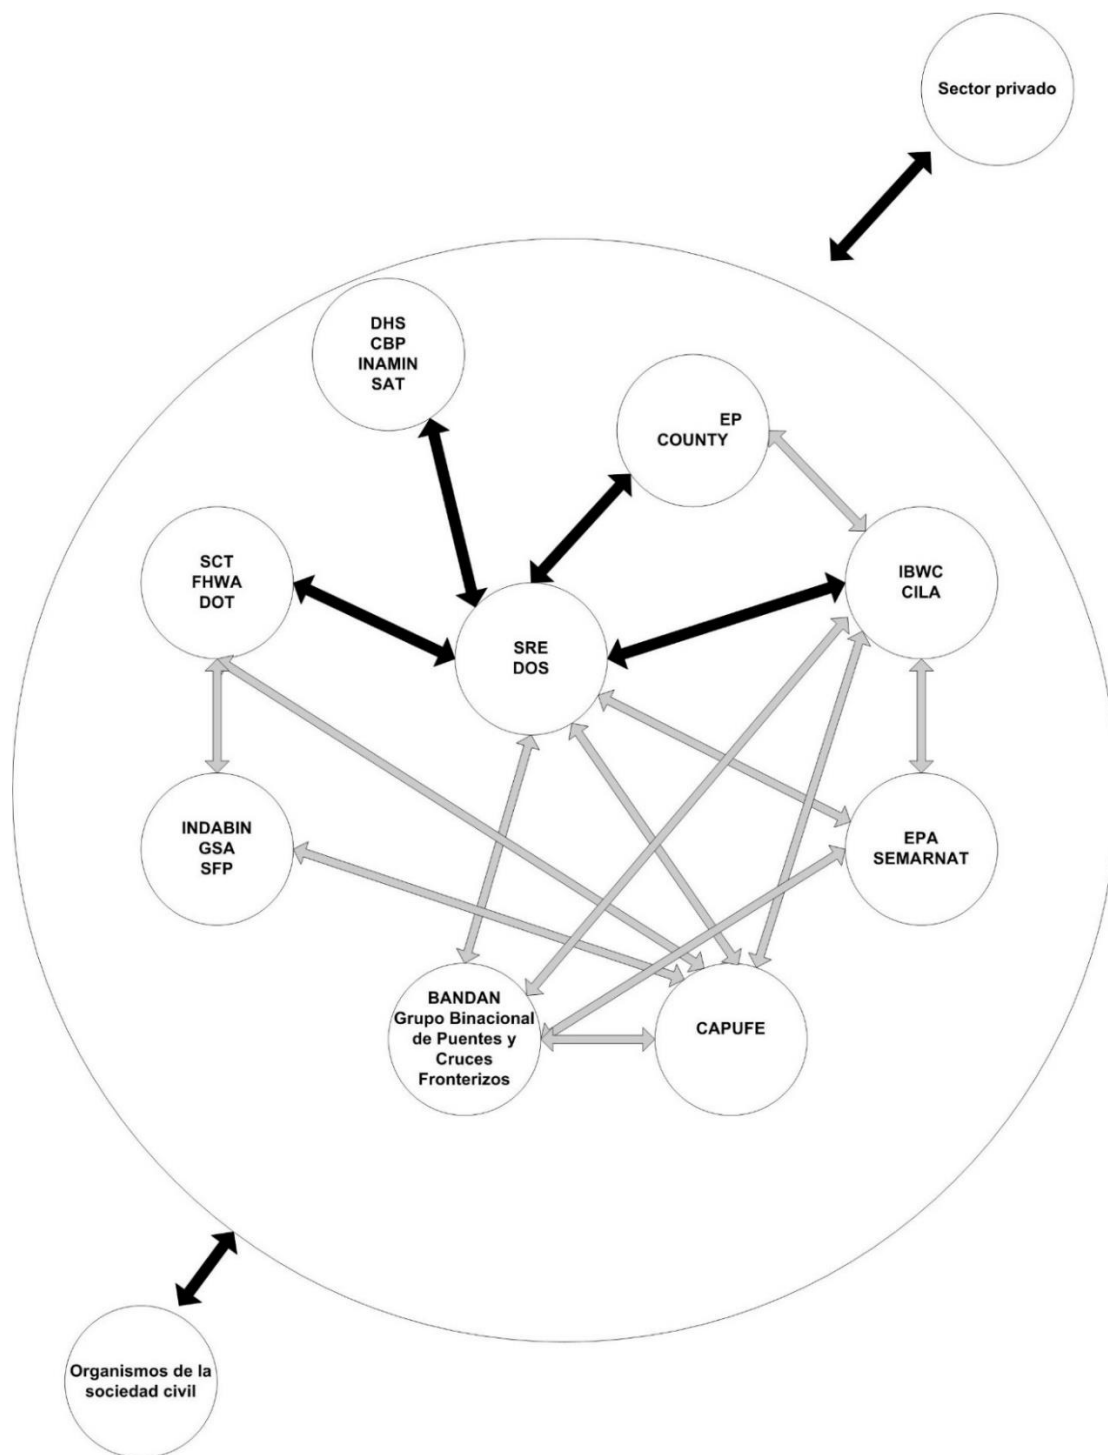 Sector privado
DHS
CBP
INAMIN
SAT
EP
COUNTY
SCT
FHWA
DOT
IBWC
CILA
SRE
DOS
INDABIN
GSA
SFP
EPA
SEMARNAT
BANDAN
Grupo Binacional
de Puentes y
Cruces
Fronterizos
CAPUFE
Organismos de la
sociedad civil